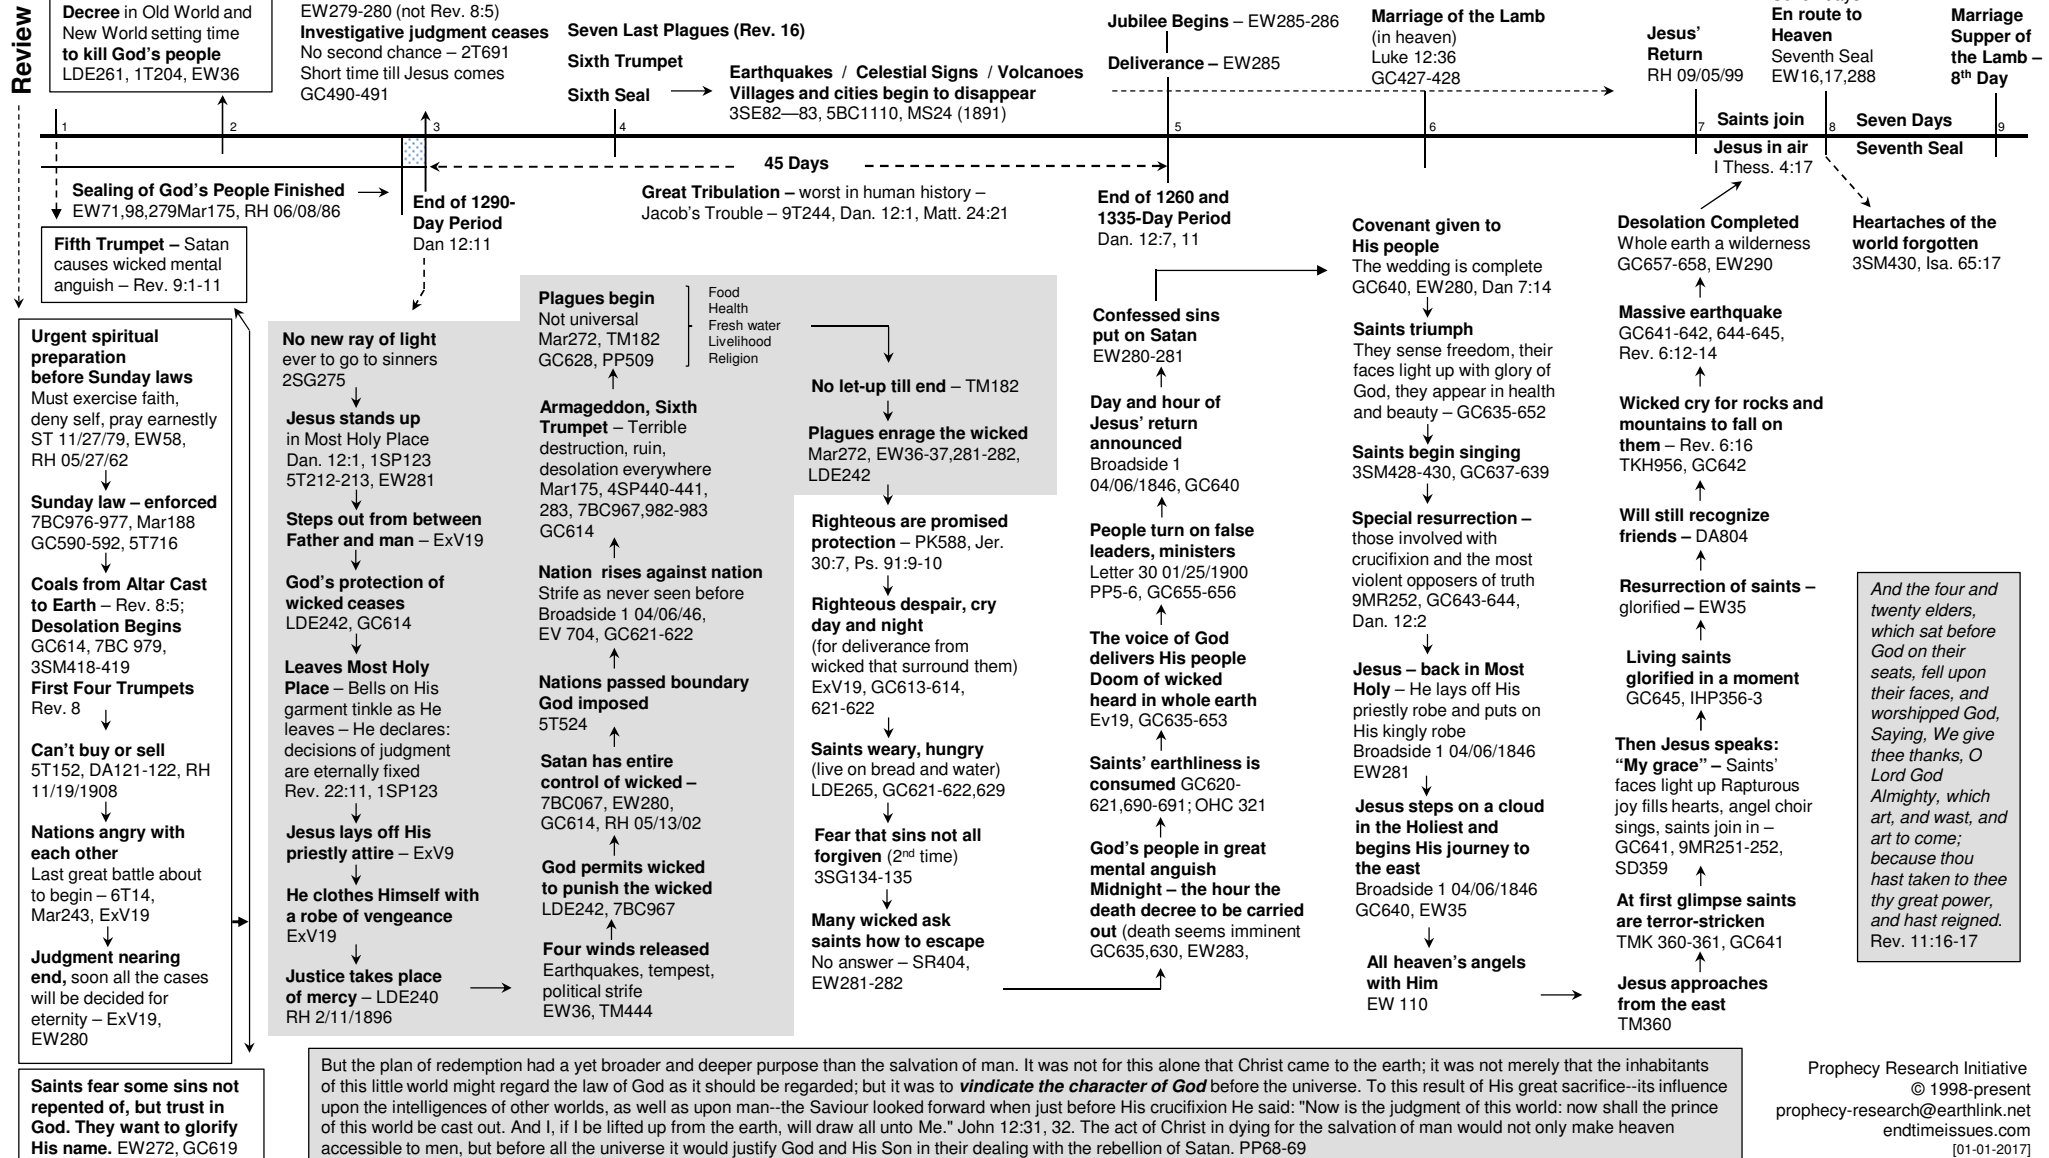 Review
Decree in Old World and
New World setting time
to kill God's people
LDE261, 1T204, EW36
EW279-280 (not Rev. 8:5)
Investigative judgment ceases
No second chance – 2T691
Short time till Jesus comes
GC490-491
Seven Last Plagues (Rev. 16)
Sixth Trumpet
Sixth Seal
Earthquakes / Celestial Signs / Volcanoes
Villages and cities begin to disappear
3SE82—83, 5BC1110, MS24 (1891)
Jubilee Begins – EW285-286
Deliverance – EW285
Marriage of the Lamb
(in heaven)
Luke 12:36
GC427-428
Jesus'
Return
RH 09/05/99
En route to
Heaven
Seventh Seal
EW16,17,288
Marriage
Supper of
the Lamb –
8th Day
1
2
3
4
5
6
7
8
9
Saints join
Jesus in air
I Thess. 4:17
Seven Days
Seventh Seal
45 Days
Sealing of God's People Finished
EW71,98,279Mar175, RH 06/08/86
End of 1290-
Day Period
Dan 12:11
Great Tribulation – worst in human history –
Jacob's Trouble – 9T244, Dan. 12:1, Matt. 24:21
End of 1260 and
1335-Day Period
Dan. 12:7, 11
Fifth Trumpet – Satan
causes wicked mental
anguish – Rev. 9:1-11
Urgent spiritual
preparation
before Sunday laws
Must exercise faith,
deny self, pray earnestly
ST 11/27/79, EW58,
RH 05/27/62
Sunday law – enforced
7BC976-977, Mar188
GC590-592, 5T716
Coals from Altar Cast
to Earth – Rev. 8:5;
Desolation Begins
GC614, 7BC 979,
3SM418-419
First Four Trumpets
Rev. 8
Can't buy or sell
5T152, DA121-122, RH
11/19/1908
Nations angry with
each other
Last great battle about
to begin – 6T14,
Mar243, ExV19
Judgment nearing
end, soon all the cases
will be decided for
eternity – ExV19,
EW280
Saints fear some sins not
repented of, but trust in
God. They want to glorify
His name. EW272, GC619
No new ray of light
ever to go to sinners
2SG275
Jesus stands up
in Most Holy Place
Dan. 12:1, 1SP123
5T212-213, EW281
Steps out from between
Father and man – ExV19
God's protection of
wicked ceases
LDE242, GC614
Leaves Most Holy
Place – Bells on His
garment tinkle as He
leaves – He declares:
decisions of judgment
are eternally fixed
Rev. 22:11, 1SP123
Jesus lays off His
priestly attire – ExV9
He clothes Himself with
a robe of vengeance
ExV19
Justice takes place
of mercy – LDE240
RH 2/11/1896
Plagues begin
Not universal
Mar272, TM182
GC628, PP509
Food
Health
Fresh water
Livelihood
Religion
Armageddon, Sixth
Trumpet – Terrible
destruction, ruin,
desolation everywhere
Mar175, 4SP440-441,
283, 7BC967,982-983
GC614
Nation rises against nation
Strife as never seen before
Broadside 1 04/06/46,
EV 704, GC621-622
Nations passed boundary
God imposed
5T524
Satan has entire
control of wicked –
7BC067, EW280,
GC614, RH 05/13/02
God permits wicked
to punish the wicked
LDE242, 7BC967
Four winds released
Earthquakes, tempest,
political strife
EW36, TM444
No let-up till end – TM182
Plagues enrage the wicked
Mar272, EW36-37,281-282,
LDE242
Righteous are promised
protection – PK588, Jer.
30:7, Ps. 91:9-10
Righteous despair, cry
day and night
(for deliverance from
wicked that surround them)
ExV19, GC613-614,
621-622
Saints weary, hungry
(live on bread and water)
LDE265, GC621-622,629
Fear that sins not all
forgiven (2nd time)
3SG134-135
Many wicked ask
saints how to escape
No answer – SR404,
EW281-282
Confessed sins
put on Satan
EW280-281
Day and hour of
Jesus' return
announced
Broadside 1
04/06/1846, GC640
People turn on false
leaders, ministers
Letter 30 01/25/1900
PP5-6, GC655-656
The voice of God
delivers His people
Doom of wicked
heard in whole earth
Ev19, GC635-653
Saints' earthliness is
consumed GC620-
621,690-691; OHC 321
God's people in great
mental anguish
Midnight – the hour the
death decree to be carried
out (death seems imminent
GC635,630, EW283,
Covenant given to
His people
The wedding is complete
GC640, EW280, Dan 7:14
Saints triumph
They sense freedom, their
faces light up with glory of
God, they appear in health
and beauty – GC635-652
Saints begin singing
3SM428-430, GC637-639
Special resurrection –
those involved with
crucifixion and the most
violent opposers of truth
9MR252, GC643-644,
Dan. 12:2
Jesus – back in Most
Holy – He lays off His
priestly robe and puts on
His kingly robe
Broadside 1 04/06/1846
EW281
Jesus steps on a cloud
in the Holiest and
begins His journey to
the east
Broadside 1 04/06/1846
GC640, EW35
All heaven's angels
with Him
EW 110
Desolation Completed
Whole earth a wilderness
GC657-658, EW290
Massive earthquake
GC641-642, 644-645,
Rev. 6:12-14
Wicked cry for rocks and
mountains to fall on
them – Rev. 6:16
TKH956, GC642
Will still recognize
friends – DA804
Resurrection of saints –
glorified – EW35
Living saints
glorified in a moment
GC645, IHP356-3
Then Jesus speaks:
“My grace” – Saints'
faces light up Rapturous
joy fills hearts, angel choir
sings, saints join in –
GC641, 9MR251-252,
SD359
At first glimpse saints
are terror-stricken
TMK 360-361, GC641
Jesus approaches
from the east
TM360
Heartaches of the
world forgotten
3SM430, Isa. 65:17
And the four and
twenty elders,
which sat before
God on their
seats, fell upon
their faces, and
worshipped God,
Saying, We give
thee thanks, O
Lord God
Almighty, which
art, and wast, and
art to come;
because thou
hast taken to thee
thy great power,
and hast reigned.
Rev. 11:16-17
But the plan of redemption had a yet broader and deeper purpose than the salvation of man. It was not for this alone that Christ came to the earth; it was not merely that the inhabitants
of this little world might regard the law of God as it should be regarded; but it was to vindicate the character of God before the universe. To this result of His great sacrifice--its influence
upon the intelligences of other worlds, as well as upon man--the Saviour looked forward when just before His crucifixion He said: "Now is the judgment of this world: now shall the prince
of this world be cast out. And I, if I be lifted up from the earth, will draw all unto Me." John 12:31, 32. The act of Christ in dying for the salvation of man would not only make heaven
accessible to men, but before all the universe it would justify God and His Son in their dealing with the rebellion of Satan. PP68-69
Prophecy Research Initiative
© 1998-present
prophecy-research@earthlink.net
endtimeissues.com
[01-01-2017]